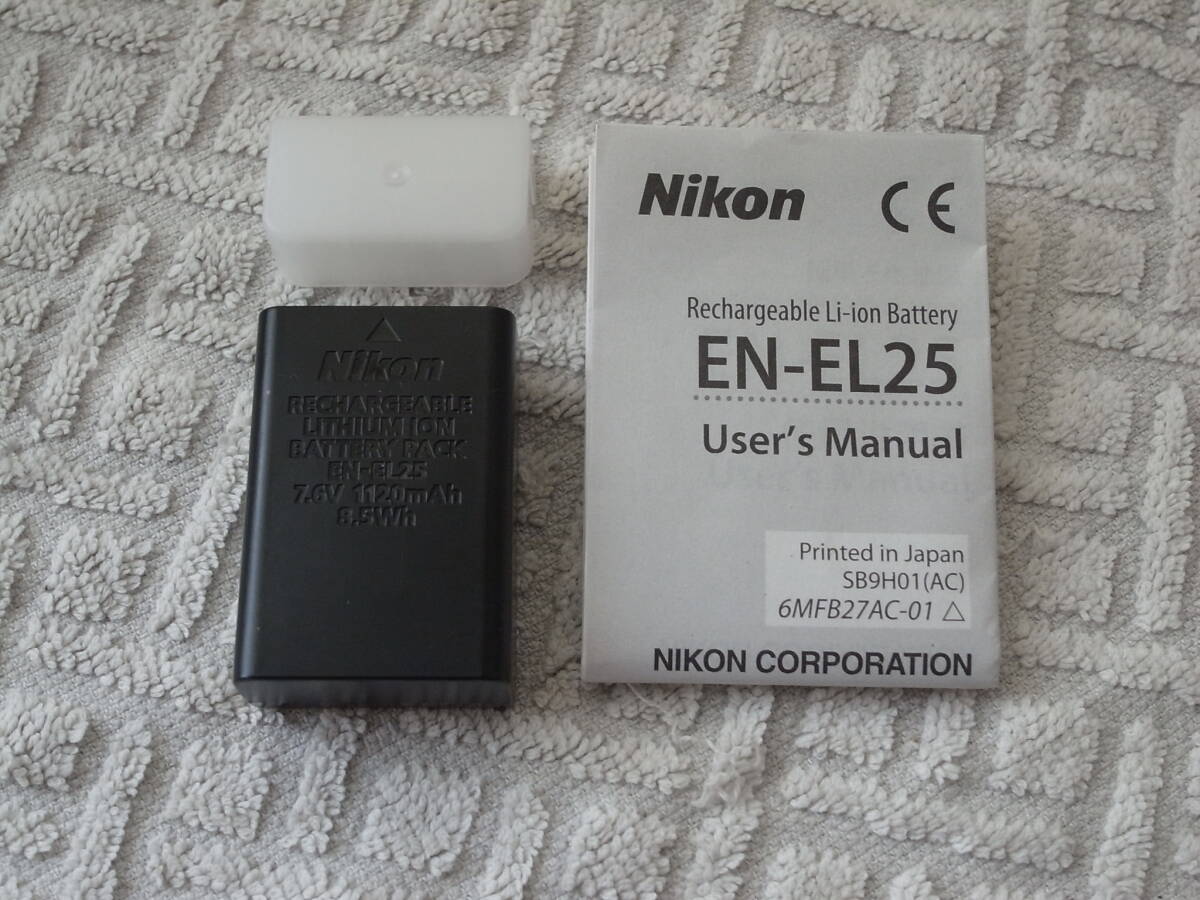 Nikon
RECHARGEABLE
LITHIUM ION
BATTERY PACK
EN-EL25
7.6V 1120mAh
8.5Wh
Nikon CE
Rechargeable Li-ion Battery
EN-EL25
User's Manual
Printed in Japan
SB9H01(AC)
6MFB27AC-01 △
NIKON CORPORATION